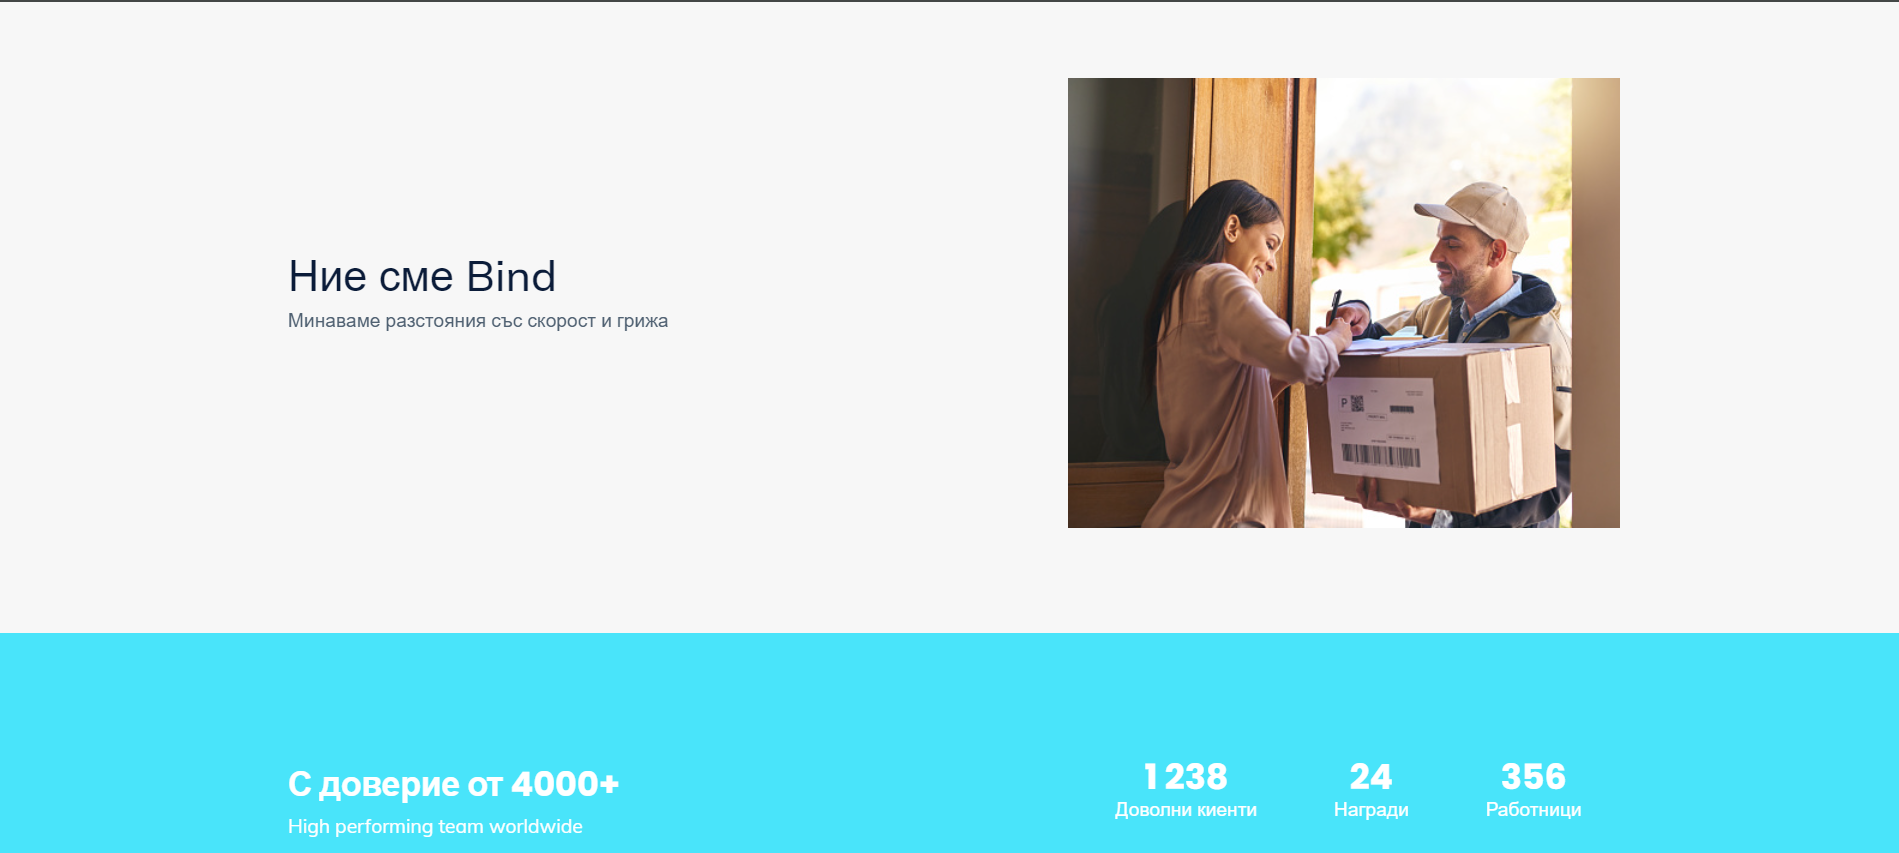 Ние сме Bind
Минаваме разстояния със скорост и грижа
P
С доверие от 4000+
High performing team worldwide
1 238
Доволни киенти
24
Награди
356
Работници